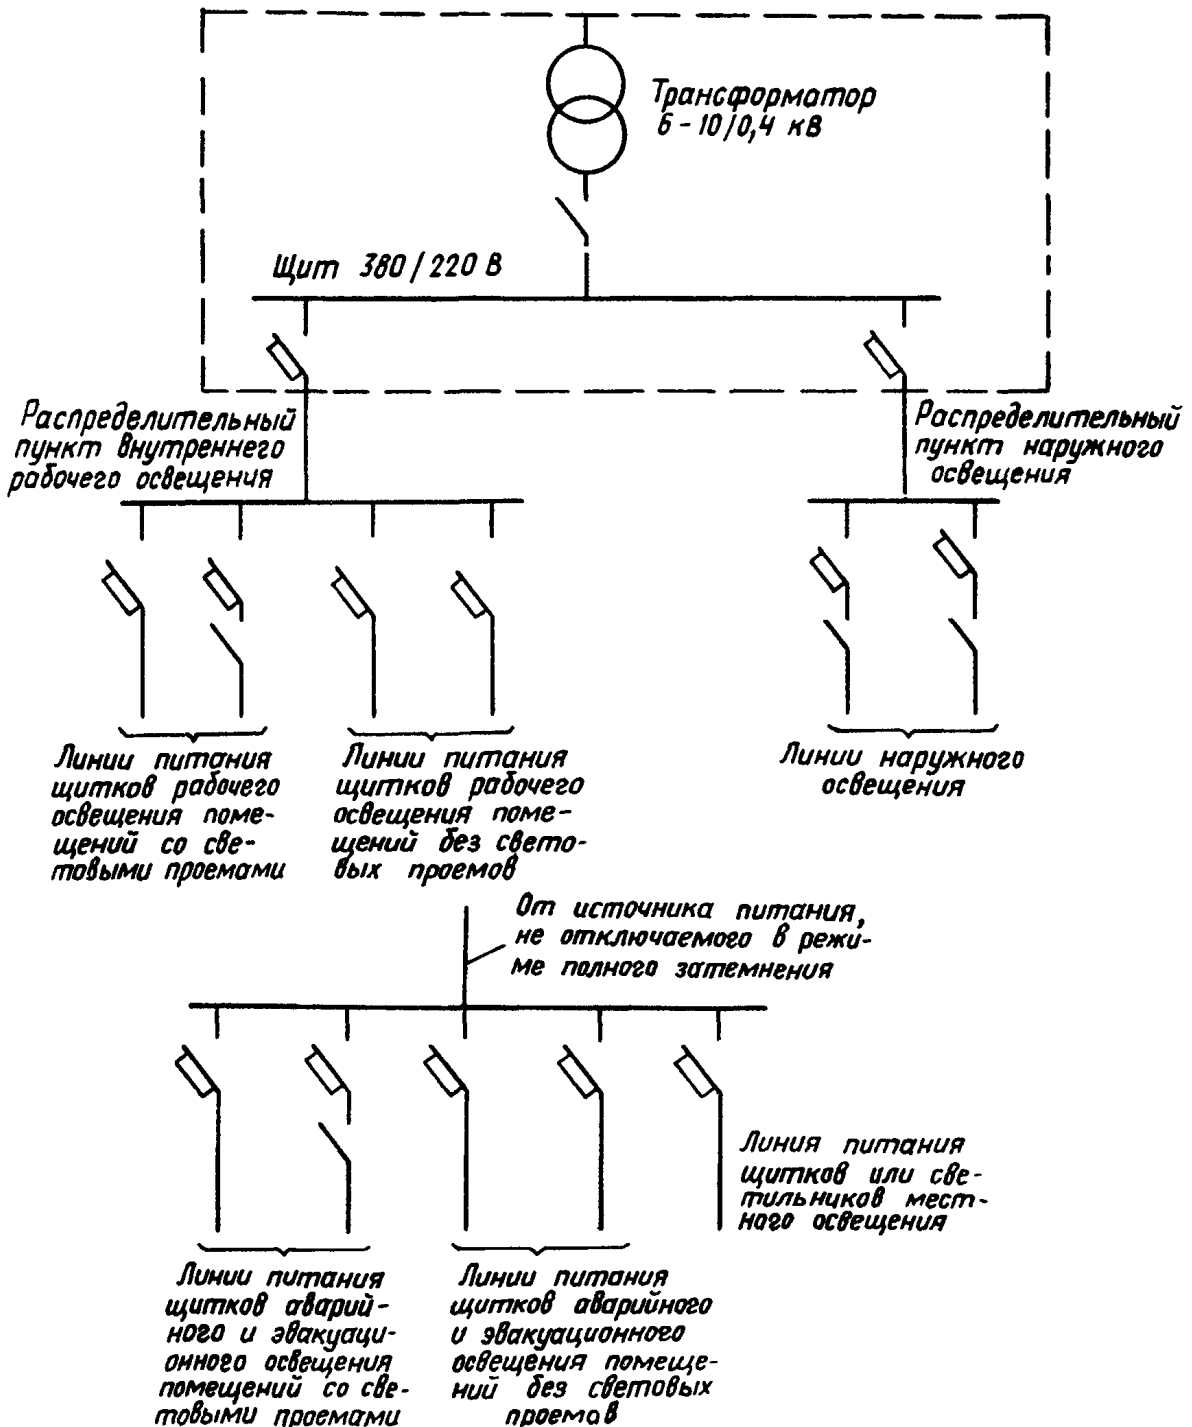 Трансформатор
6-10/0,4 кВ
Щит 380/220 В
Распределительный
пункт внутреннего
рабочего освещения
Распределительный
пункт наружного
освещения
Линии питания
щитков рабочего
освещения поме-
щений со све-
товыми проемами
Линии питания
щитков рабочего
освещения поме-
щений без свето-
вых проемов
Линии наружного
освещения
От источника питания,
не отключаемого в режи-
ме полного затемнения
Линия питания
щитков или све-
тильников мест-
ного освещения
Линии питания
щитков аварий-
ного и эвакуаци-
онного освещения
помещений со све-
товыми проемами
Линии питания
щитков аварийного
и эвакуационного
освещения помеще-
ний без световых
проемов